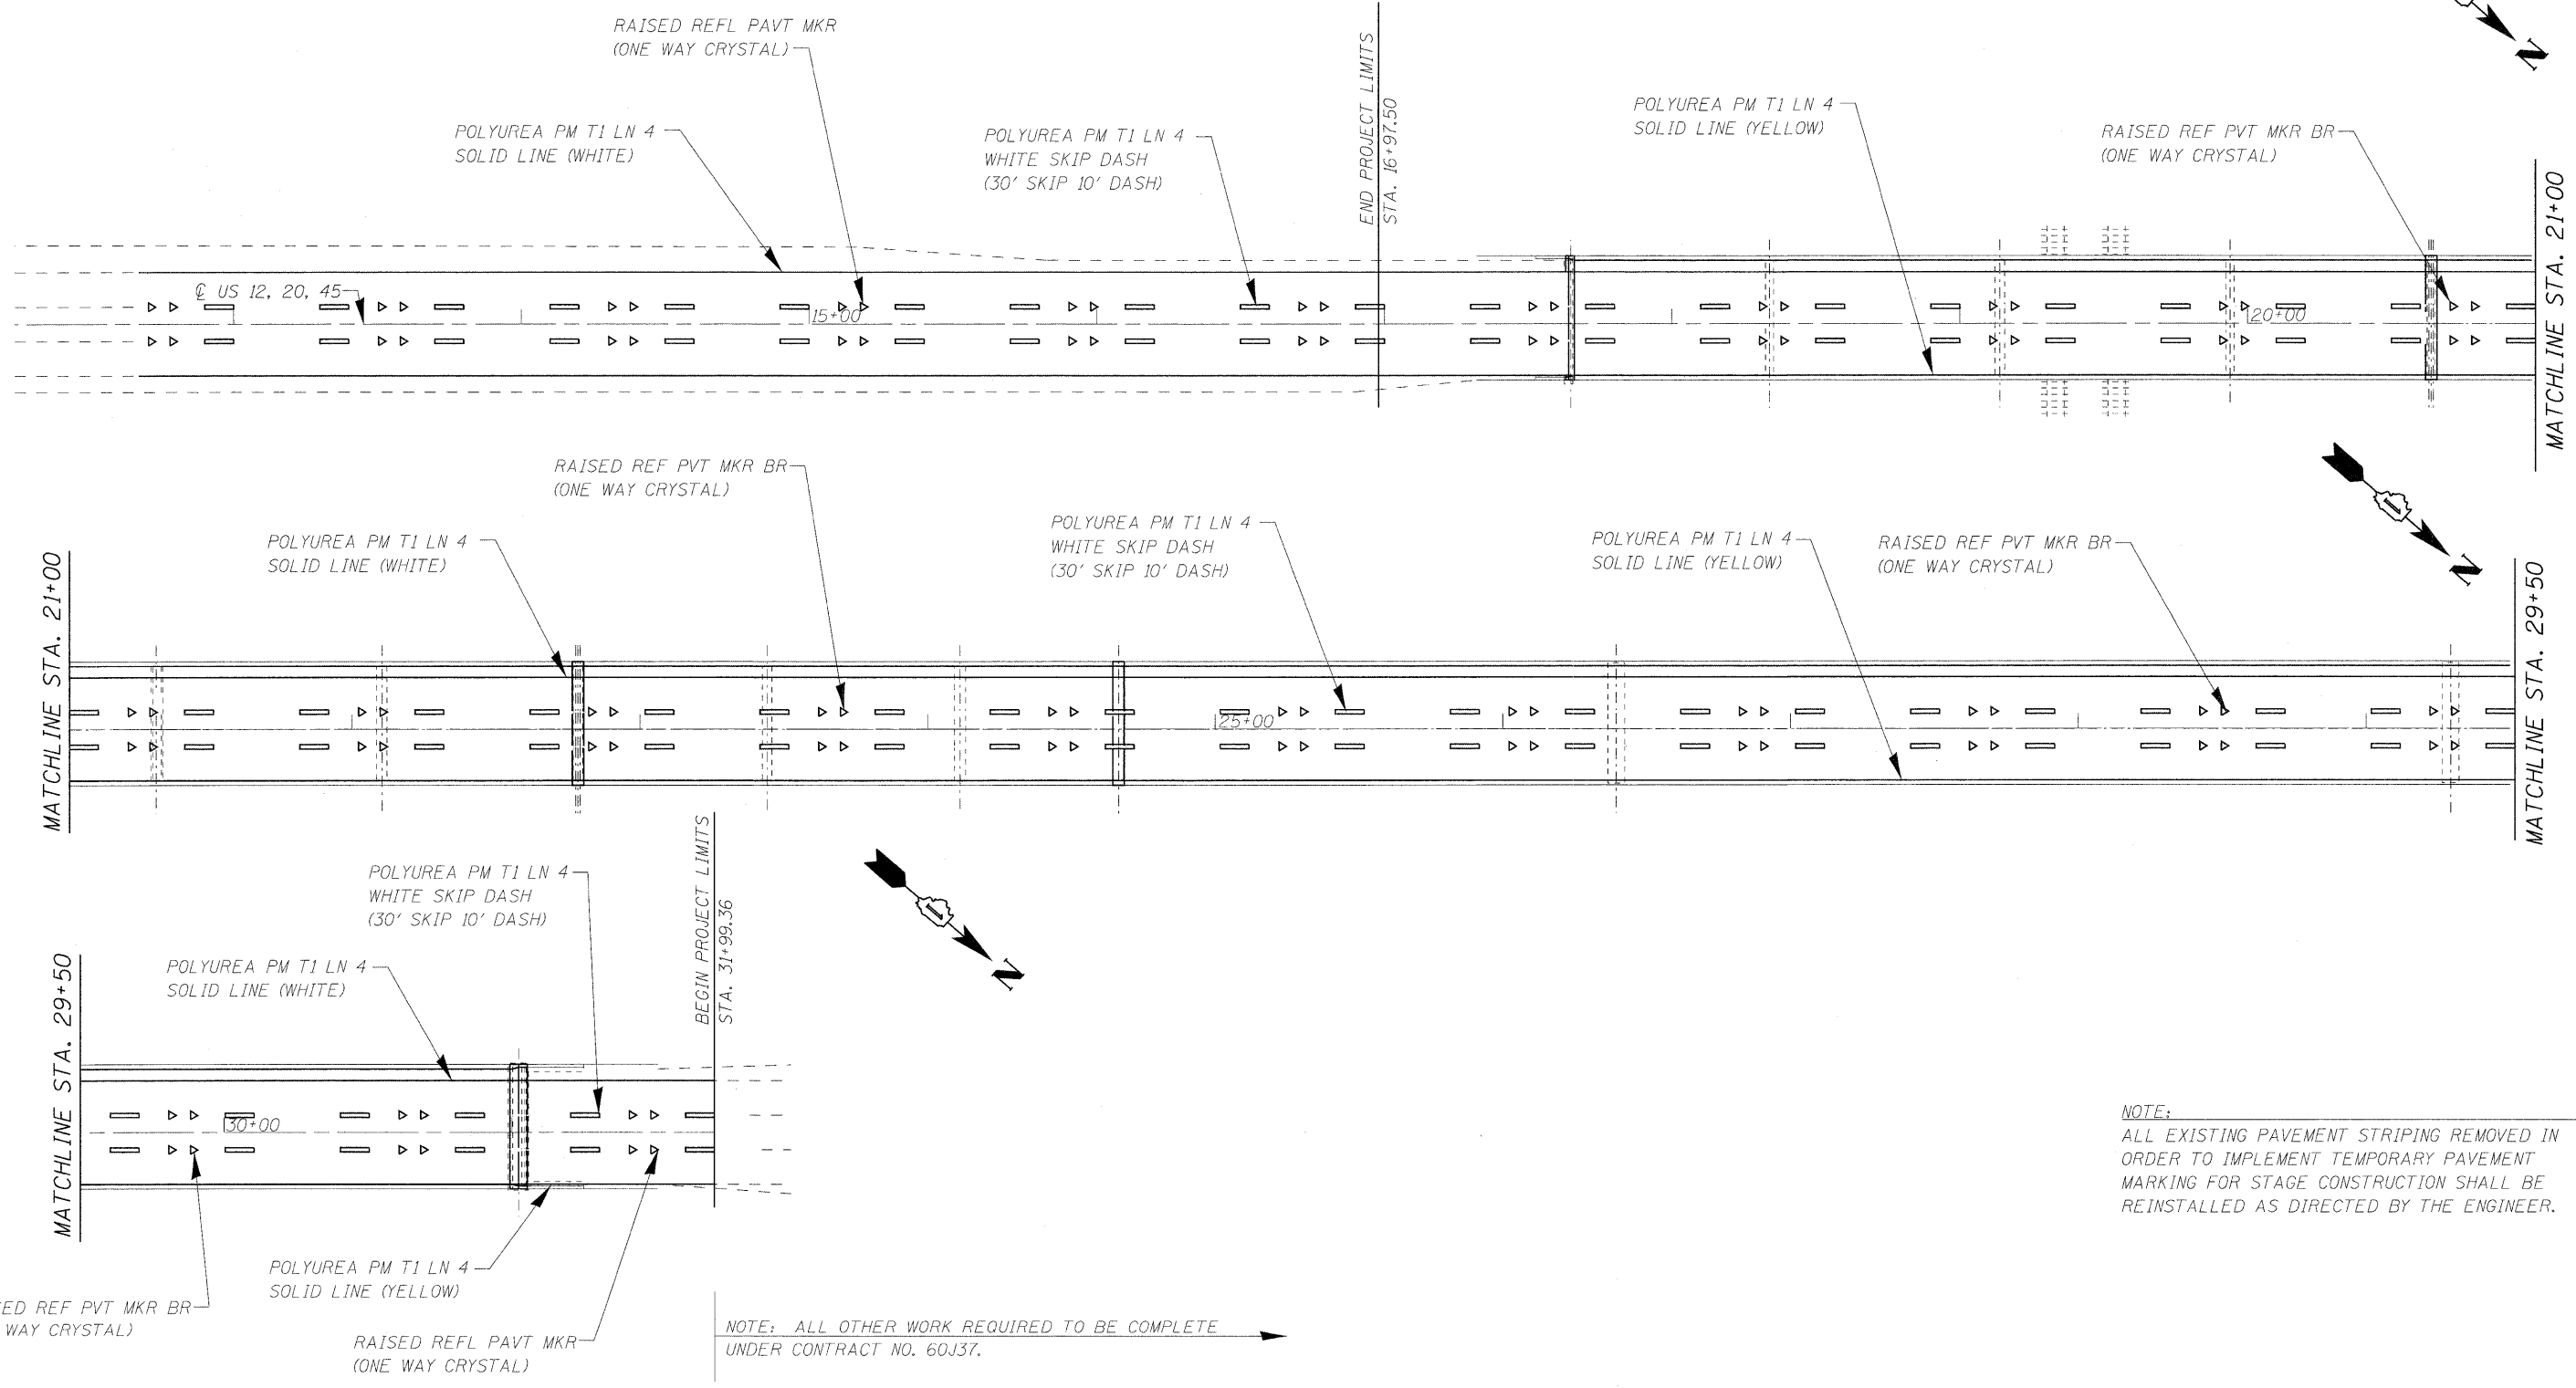 RAISED REFL PAVT MKR
(ONE WAY CRYSTAL)
POLYUREA PM T1 LN 4
SOLID LINE (WHITE)
POLYUREA PM T1 LN 4
WHITE SKIP DASH
(30' SKIP 10' DASH)
END PROJECT LIMITS
STA. 16+97.50
POLYUREA PM T1 LN 4
SOLID LINE (YELLOW)
RAISED REF PVT MKR BR
(ONE WAY CRYSTAL)
N
MATCHLINE STA. 21+00
℄ US 12, 20, 45
15+00
20+00
MATCHLINE STA. 21+00
POLYUREA PM T1 LN 4
SOLID LINE (WHITE)
RAISED REF PVT MKR BR
(ONE WAY CRYSTAL)
POLYUREA PM T1 LN 4
WHITE SKIP DASH
(30' SKIP 10' DASH)
POLYUREA PM T1 LN 4
SOLID LINE (YELLOW)
RAISED REF PVT MKR BR
(ONE WAY CRYSTAL)
N
MATCHLINE STA. 29+50
25+00
MATCHLINE STA. 29+50
POLYUREA PM T1 LN 4
SOLID LINE (WHITE)
POLYUREA PM T1 LN 4
WHITE SKIP DASH
(30' SKIP 10' DASH)
BEGIN PROJECT LIMITS
STA. 31+99.36
N
30+00
ED REF PVT MKR BR
WAY CRYSTAL)
POLYUREA PM T1 LN 4
SOLID LINE (YELLOW)
RAISED REFL PAVT MKR
(ONE WAY CRYSTAL)
NOTE: ALL OTHER WORK REQUIRED TO BE COMPLETE
UNDER CONTRACT NO. 60J37.
NOTE:
ALL EXISTING PAVEMENT STRIPING REMOVED IN
ORDER TO IMPLEMENT TEMPORARY PAVEMENT
MARKING FOR STAGE CONSTRUCTION SHALL BE
REINSTALLED AS DIRECTED BY THE ENGINEER.